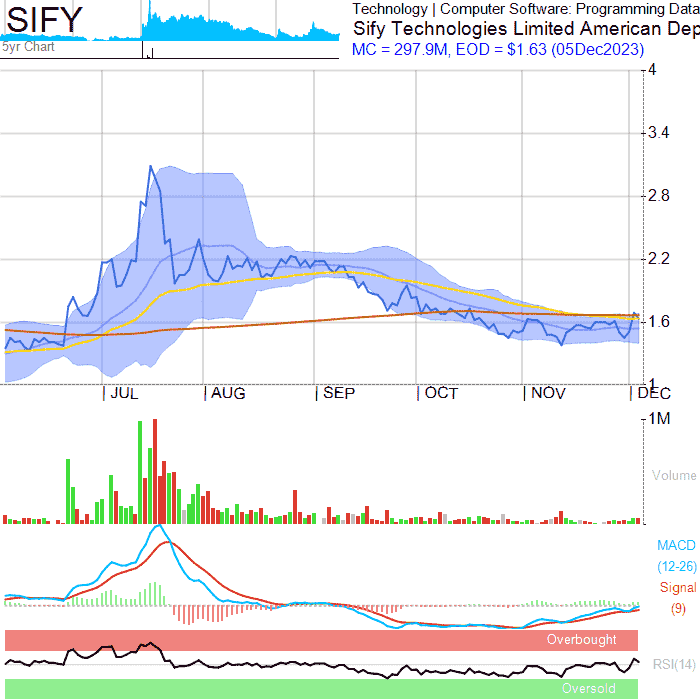 SIFY
5yr Chart
Technology | Computer Software: Programming Data
Sify Technologies Limited American Dep
MC = 297.9M, EOD = $1.63 (05Dec2023)
4
3.4
2.8
2.2
1.6
1
JUL
AUG
SEP
OCT
NOV
DEC
1M
Volume
MACD
(12-26)
Signal
(9)
Overbought
RSI(14)
Oversold